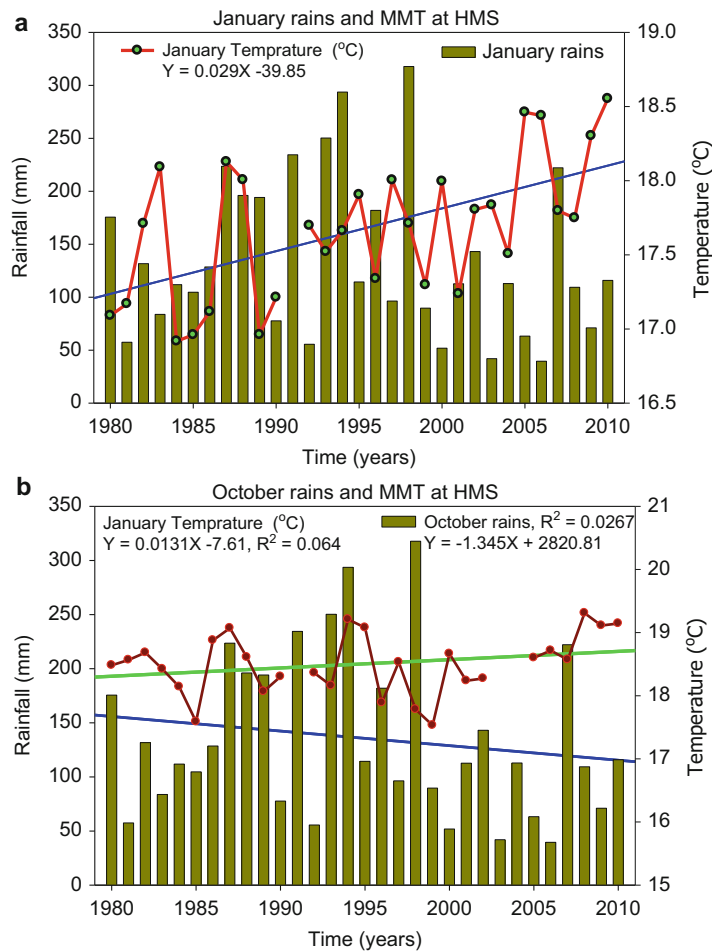 a
January rains and MMT at HMS
January Temprature (°C)
Y = 0.029X -39.85
January rains
350
300
250
200
150
100
50
0
Rainfall (mm)
19.0
18.5
18.0
17.5
17.0
16.5
Temperature (°C)
1980 1985 1990 1995 2000 2005 2010
Time (years)
b
October rains and MMT at HMS
January Temprature (°C)
Y = 0.0131X -7.61, R² = 0.064
October rains, R² = 0.0267
Y = -1.345X + 2820.81
350
300
250
200
150
100
50
0
Rainfall (mm)
21
20
19
18
17
16
15
Temperature (°C)
1980 1985 1990 1995 2000 2005 2010
Time (years)